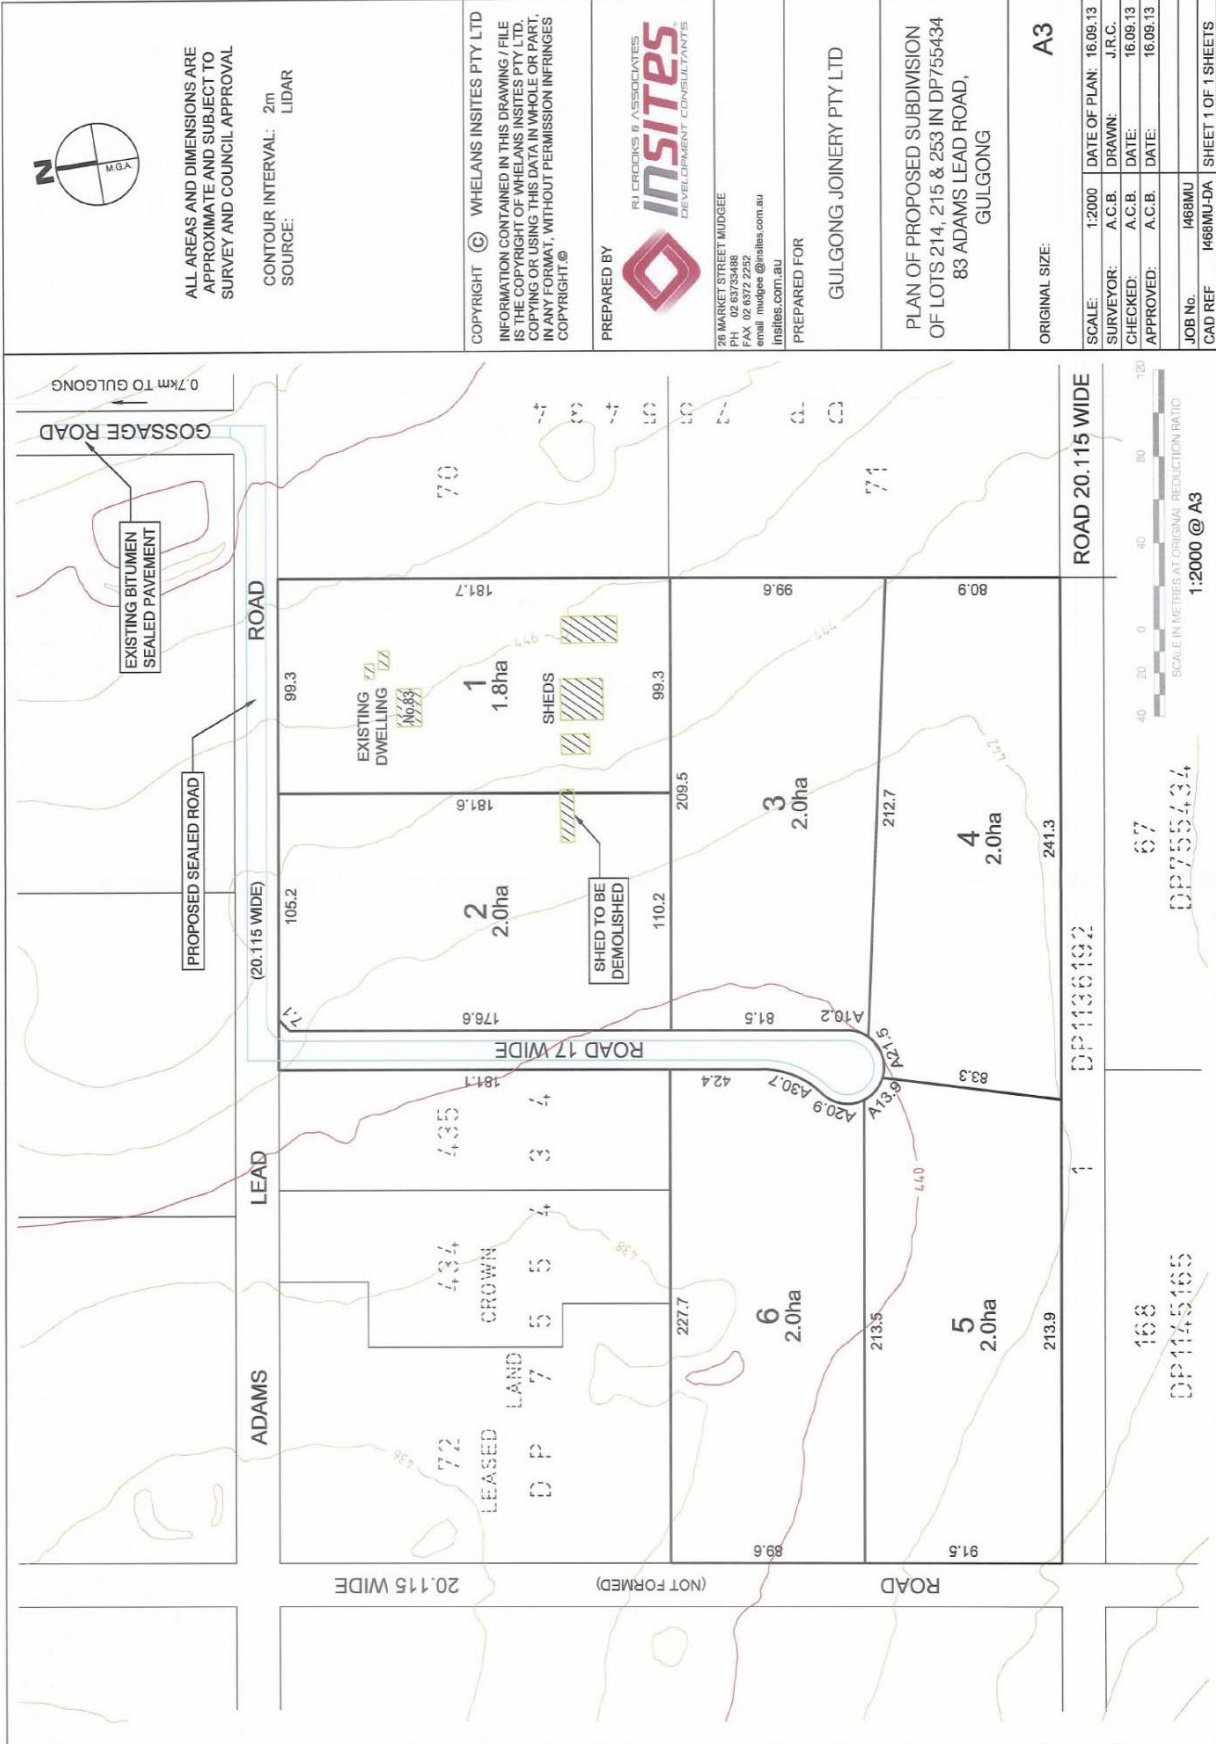 N
M.G.A.
ALL AREAS AND DIMENSIONS ARE
APPROXIMATE AND SUBJECT TO
SURVEY AND COUNCIL APPROVAL
CONTOUR INTERVAL: 2m
SOURCE: LIDAR
COPYRIGHT © WHELANS INSITES PTY LTD
INFORMATION CONTAINED IN THIS DRAWING / FILE
IS THE COPYRIGHT OF WHELANS INSITES PTY LTD.
COPYING OR USING THIS DATA IN WHOLE OR PART,
IN ANY FORMAT, WITHOUT PERMISSION INFRINGES
COPYRIGHT.©
PREPARED BY
RJ CROOKS & ASSOCIATES
INSITES
DEVELOPMENT CONSULTANTS
26 MARKET STREET MUDGEE
PH 02 63733488
FAX 02 6372 2252
email mudgee @insites.com.au
insites.com.au
PREPARED FOR
GULGONG JOINERY PTY LTD
PLAN OF PROPOSED SUBDIVISION
OF LOTS 214, 215 & 253 IN DP755434
83 ADAMS LEAD ROAD,
GULGONG
ORIGINAL SIZE: A3
SCALE: 1:2000 DATE OF PLAN: 16.09.13
SURVEYOR: A.C.B. DRAWN: J.R.C.
CHECKED: A.C.B. DATE: 16.09.13
APPROVED: A.C.B. DATE: 16.09.13
JOB No. I468MU
CAD REF I468MU-DA SHEET 1 OF 1 SHEETS
0.7km TO GULGONG
GOSSAGE ROAD
EXISTING BITUMEN
SEALED PAVEMENT
PROPOSED SEALED ROAD
ADAMS LEAD (20.115 WIDE) ROAD
99.3
105.2
7.1
181.7
181.6
176.6
181.1
EXISTING
DWELLING
No.83
1
1.8ha
SHEDS
446
99.3
2
2.0ha
110.2
SHED TO BE
DEMOLISHED
ROAD 17 WIDE
70
71
435
434
72
CROWN
LEASED LAND
D P 7 5 5 4 3 4
438
436
20.115 WIDE
(NOT FORMED)
ROAD
209.5
99.6
3
2.0ha
444
81.5
A10.2
212.7
42.4
A30.7
A20.9
A13.9
A21.5
80.9
4
2.0ha
442
241.3
83.3
227.7
6
2.0ha
89.6
213.5
440
5
2.0ha
91.5
213.9
ROAD 20.115 WIDE
1
DP1136192
67
DP755434
168
DP1145165
40 20 0 40 80 120
SCALE IN METRES AT ORIGINAL REDUCTION RATIO
1:2000 @ A3